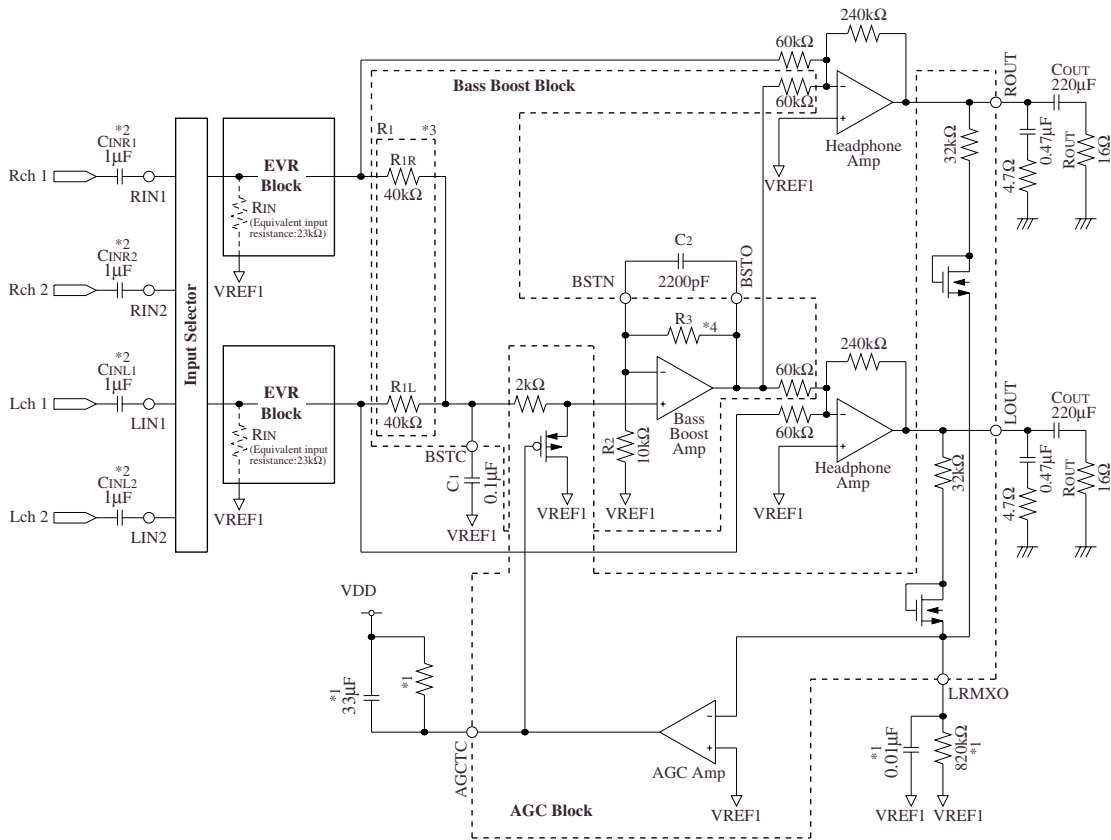 240kΩ
60kΩ
60kΩ
Bass Boost Block
Headphone
Amp
VREF1
ROUT
COUT
220µF
32kΩ
0.47µF
4.7Ω
ROUT
16Ω
Rch 1
*2
CINR1
1µF
RIN1
Rch 2
*2
CINR2
1µF
RIN2
Lch 1
*2
CINL1
1µF
LIN1
Lch 2
*2
CINL2
1µF
LIN2
Input Selector
EVR
Block
RIN
(Equivalent input
resistance:23kΩ)
VREF1
EVR
Block
RIN
(Equivalent input
resistance:23kΩ)
VREF1
R1
*3
R1R
40kΩ
R1L
40kΩ
BSTC
C1
0.1µF
VREF1
2kΩ
VREF1
C2
2200pF
BSTN
BSTO
R3
*4
Bass
Boost
Amp
R2
10kΩ
VREF1
240kΩ
60kΩ
60kΩ
Headphone
Amp
VREF1
LOUT
COUT
220µF
32kΩ
0.47µF
4.7Ω
ROUT
16Ω
VDD
*1
33µF
*1
AGCTC
AGC Amp
VREF1
AGC Block
LRMXO
*1
0.01µF
820kΩ
*1
VREF1
VREF1